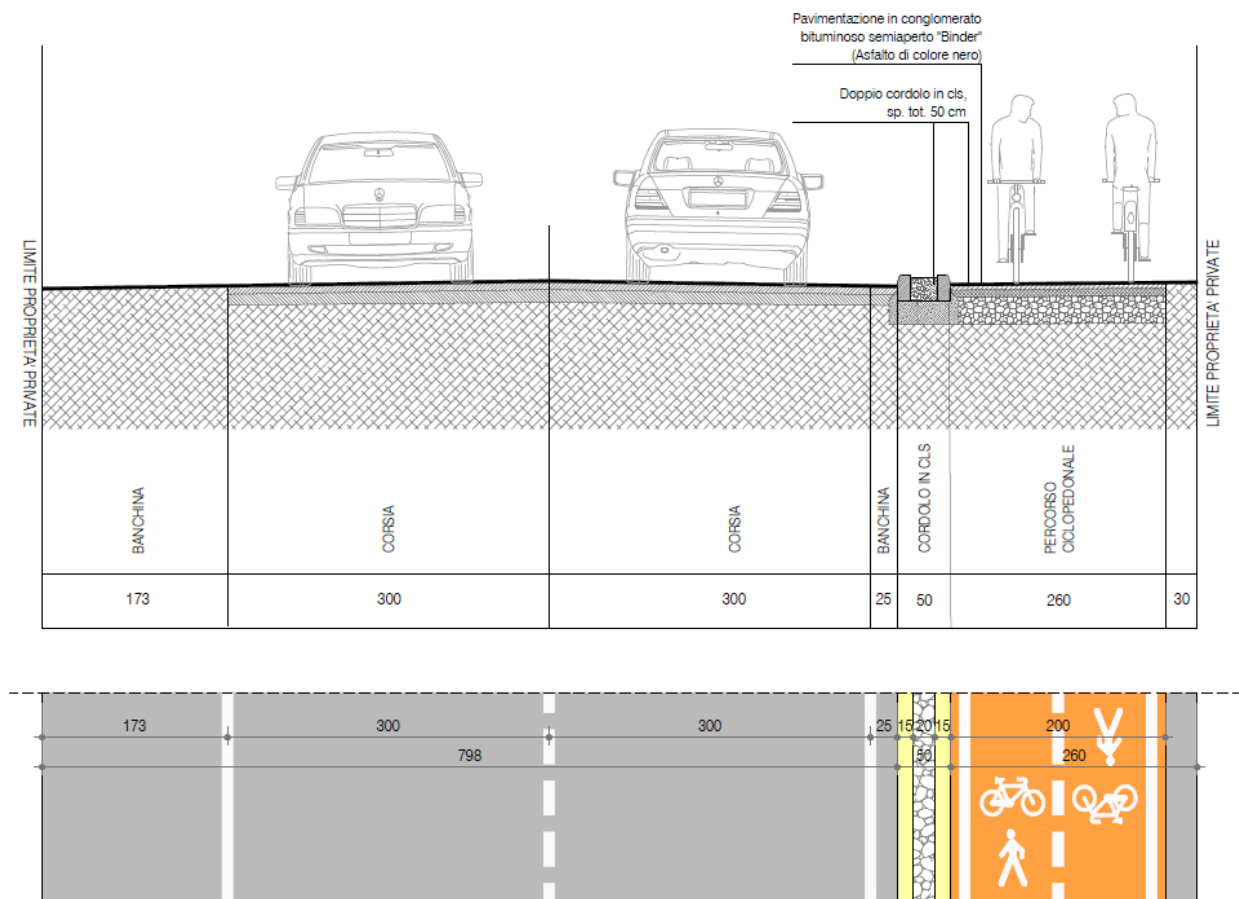 Pavimentazione in conglomerato
bituminoso semiaperto "Binder"
(Asfalto di colore nero)
Doppio cordolo in cls,
sp. tot. 50 cm
LIMITE PROPRIETA' PRIVATE
LIMITE PROPRIETA' PRIVATE
BANCHINA
CORSIA
CORSIA
BANCHINA
CORDOLO IN CLS
PERCORSO
CICLOPEDONALE
173 300 300 25 50 260 30
173 300 300 25 15 20 15 200
798 50 260